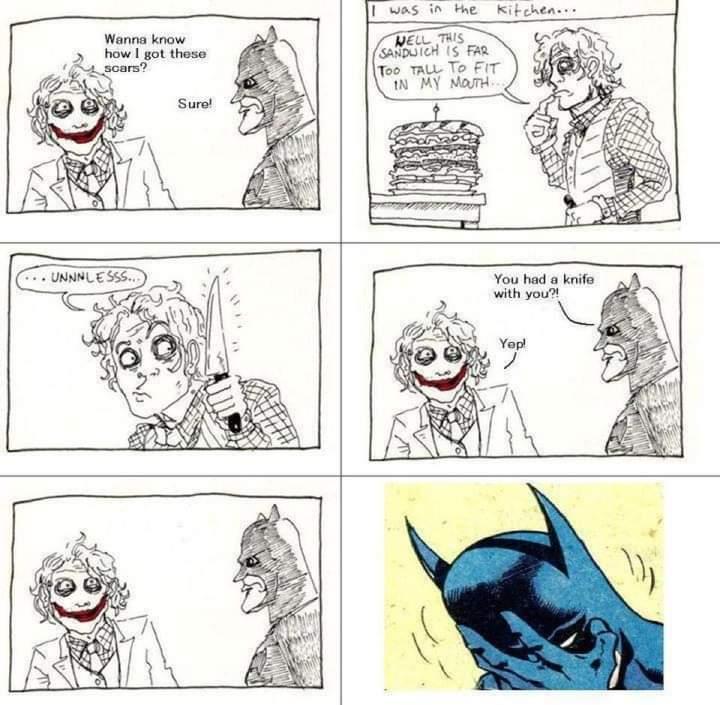 Wanna know
how I got these
scars?
Sure!
I was in the kitchen...
WELL THIS
SANDWICH IS FAR
TOO TALL TO FIT
IN MY MOUTH...
... UNNNLESSS...
You had a knife
with you?!
Yep!